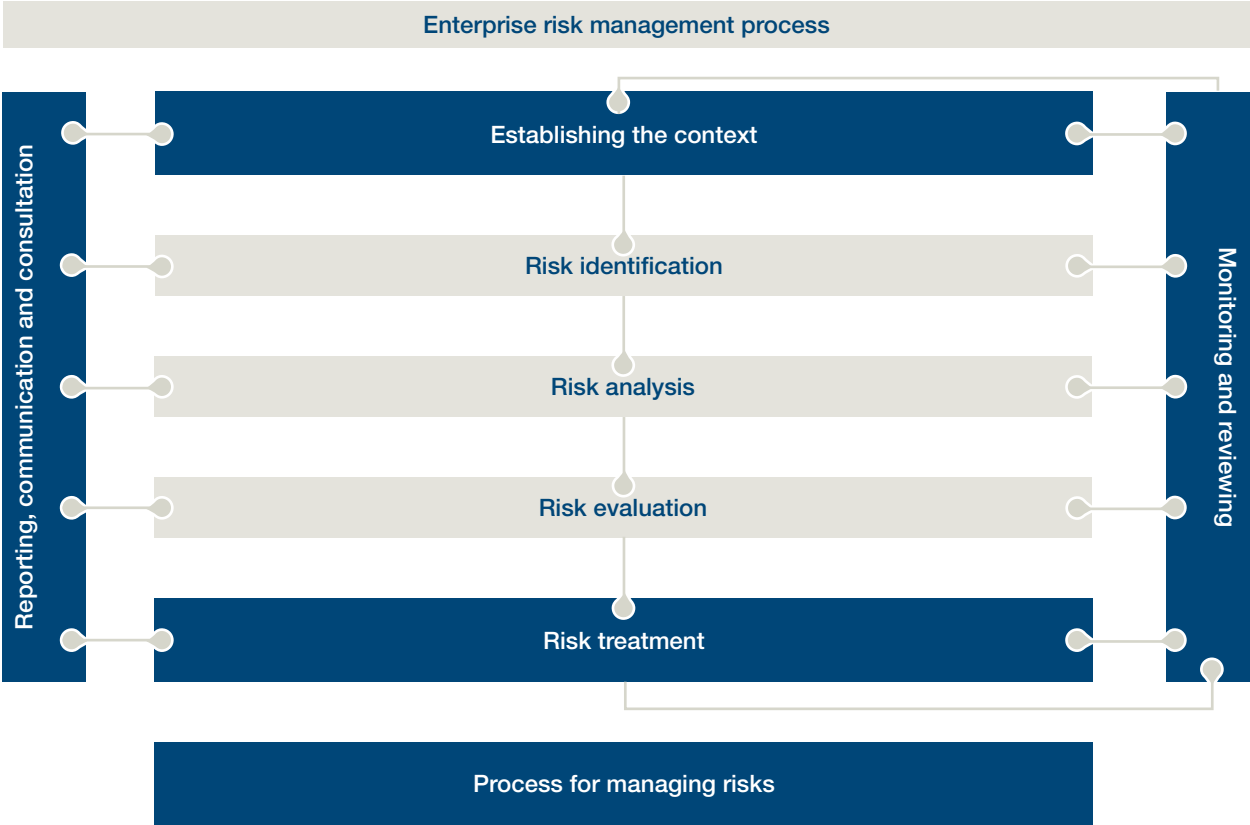 Enterprise risk management process
Reporting, communication and consultation
Establishing the context
Risk identification
Risk analysis
Risk evaluation
Risk treatment
Monitoring and reviewing
Process for managing risks